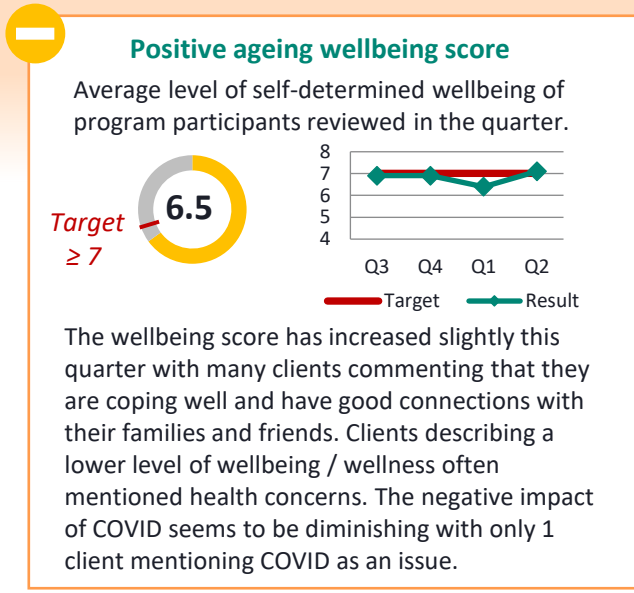 Positive ageing wellbeing score
Average level of self-determined wellbeing of
program participants reviewed in the quarter.
6.5
Target
≥ 7
8
7
6
5
4
Q3 Q4 Q1 Q2
Target Result
The wellbeing score has increased slightly this
quarter with many clients commenting that they
are coping well and have good connections with
their families and friends. Clients describing a
lower level of wellbeing / wellness often
mentioned health concerns. The negative impact
of COVID seems to be diminishing with only 1
client mentioning COVID as an issue.